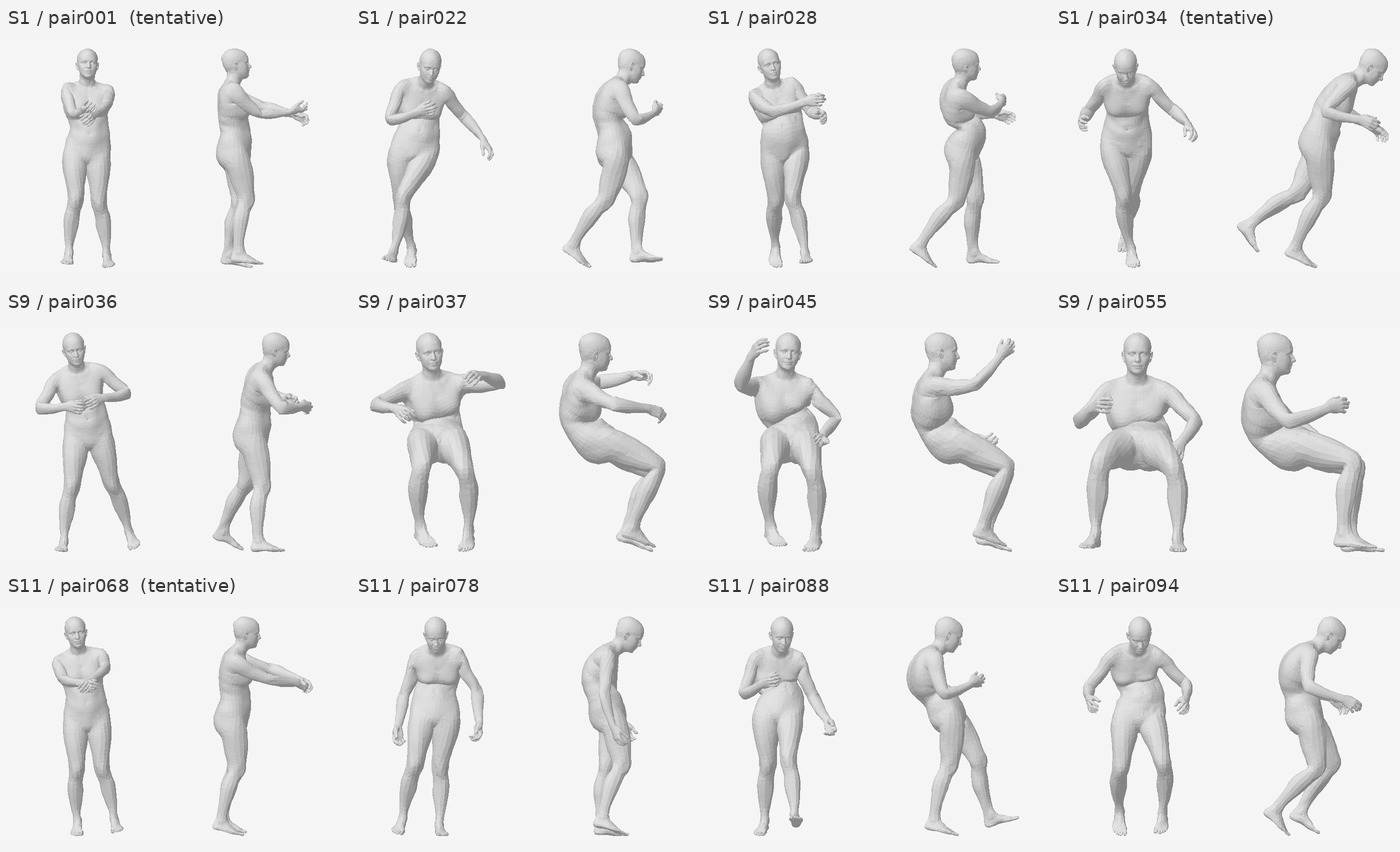 S1 / pair001 (tentative)
S1 / pair022
S1 / pair028
S1 / pair034 (tentative)
S9 / pair036
S9 / pair037
S9 / pair045
S9 / pair055
S11 / pair068 (tentative)
S11 / pair078
S11 / pair088
S11 / pair094